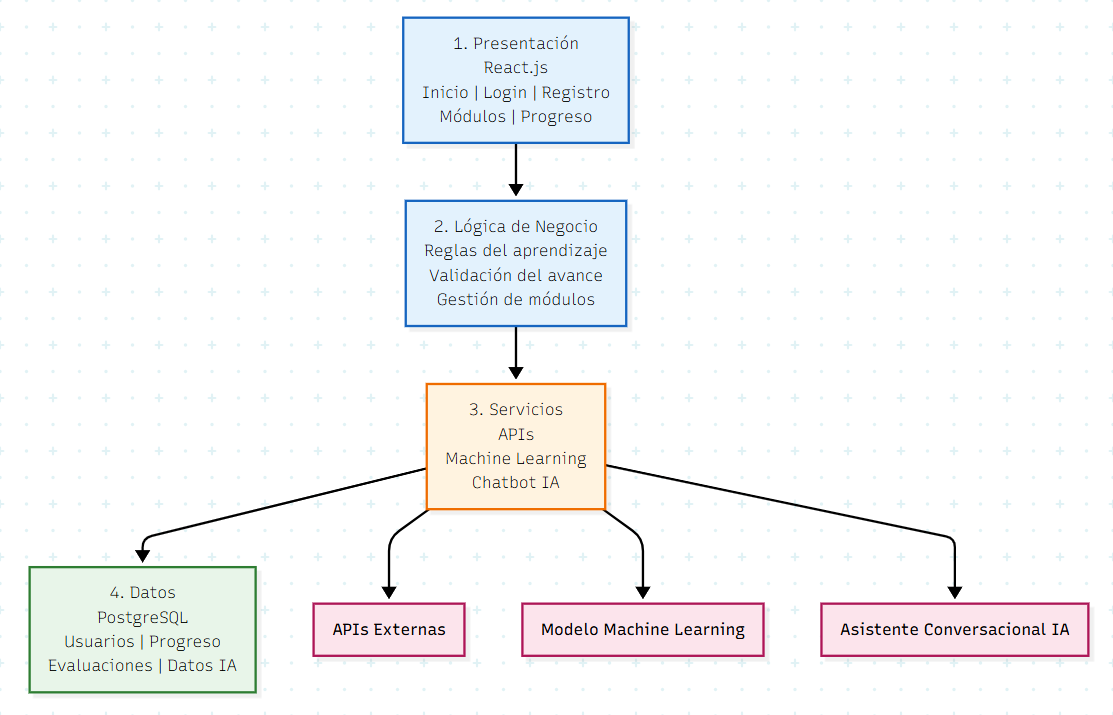 1. Presentación
React.js
Inicio | Login | Registro
Módulos | Progreso
2. Lógica de Negocio
Reglas del aprendizaje
Validación del avance
Gestión de módulos
3. Servicios
APIs
Machine Learning
Chatbot IA
4. Datos
PostgreSQL
Usuarios | Progreso
Evaluaciones | Datos IA
APIs Externas
Modelo Machine Learning
Asistente Conversacional IA